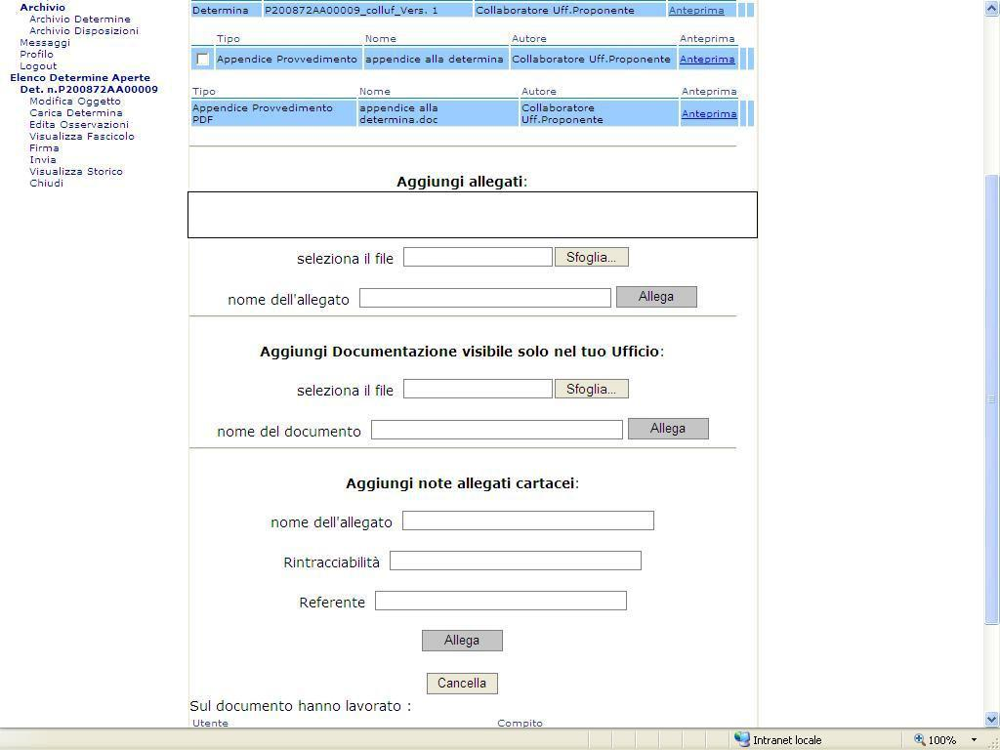 Archivo
Archivio Determine
Archivio Disposizioni
Messaggi
Profilo
Logout
Elenco Determine Aperte
Det. n.P200872AA00009
Modifica Oggetto
Carica Determina
Edita Osservazioni
Visualizza Fascicolo
Firma
Invia
Visualizza Storico
Chiudi
Determina P200872AA00009_colluf_Vers. 1 Collaboratore Uff.Proponente Anteprima
Tipo Nome Autore Anteprima
Appendice Provvedimento appendice alla determina Collaboratore Uff.Proponente Anteprima
Tipo Nome Autore Anteprima
Appendice Provvedimento PDF appendice alla determina.doc Collaboratore Uff.Proponente Anteprima
Aggiungi allegati:
seleziona il file Sfoglia...
nome dell'allegato Allega
Aggiungi Documentazione visibile solo nel tuo Ufficio:
seleziona il file Sfoglia...
nome del documento Allega
Aggiungi note allegati cartacei:
nome dell'allegato
Rintracciabilità
Referente
Allega
Cancella
Sul documento hanno lavorato :
Utente Compito
Intranet locale 100%